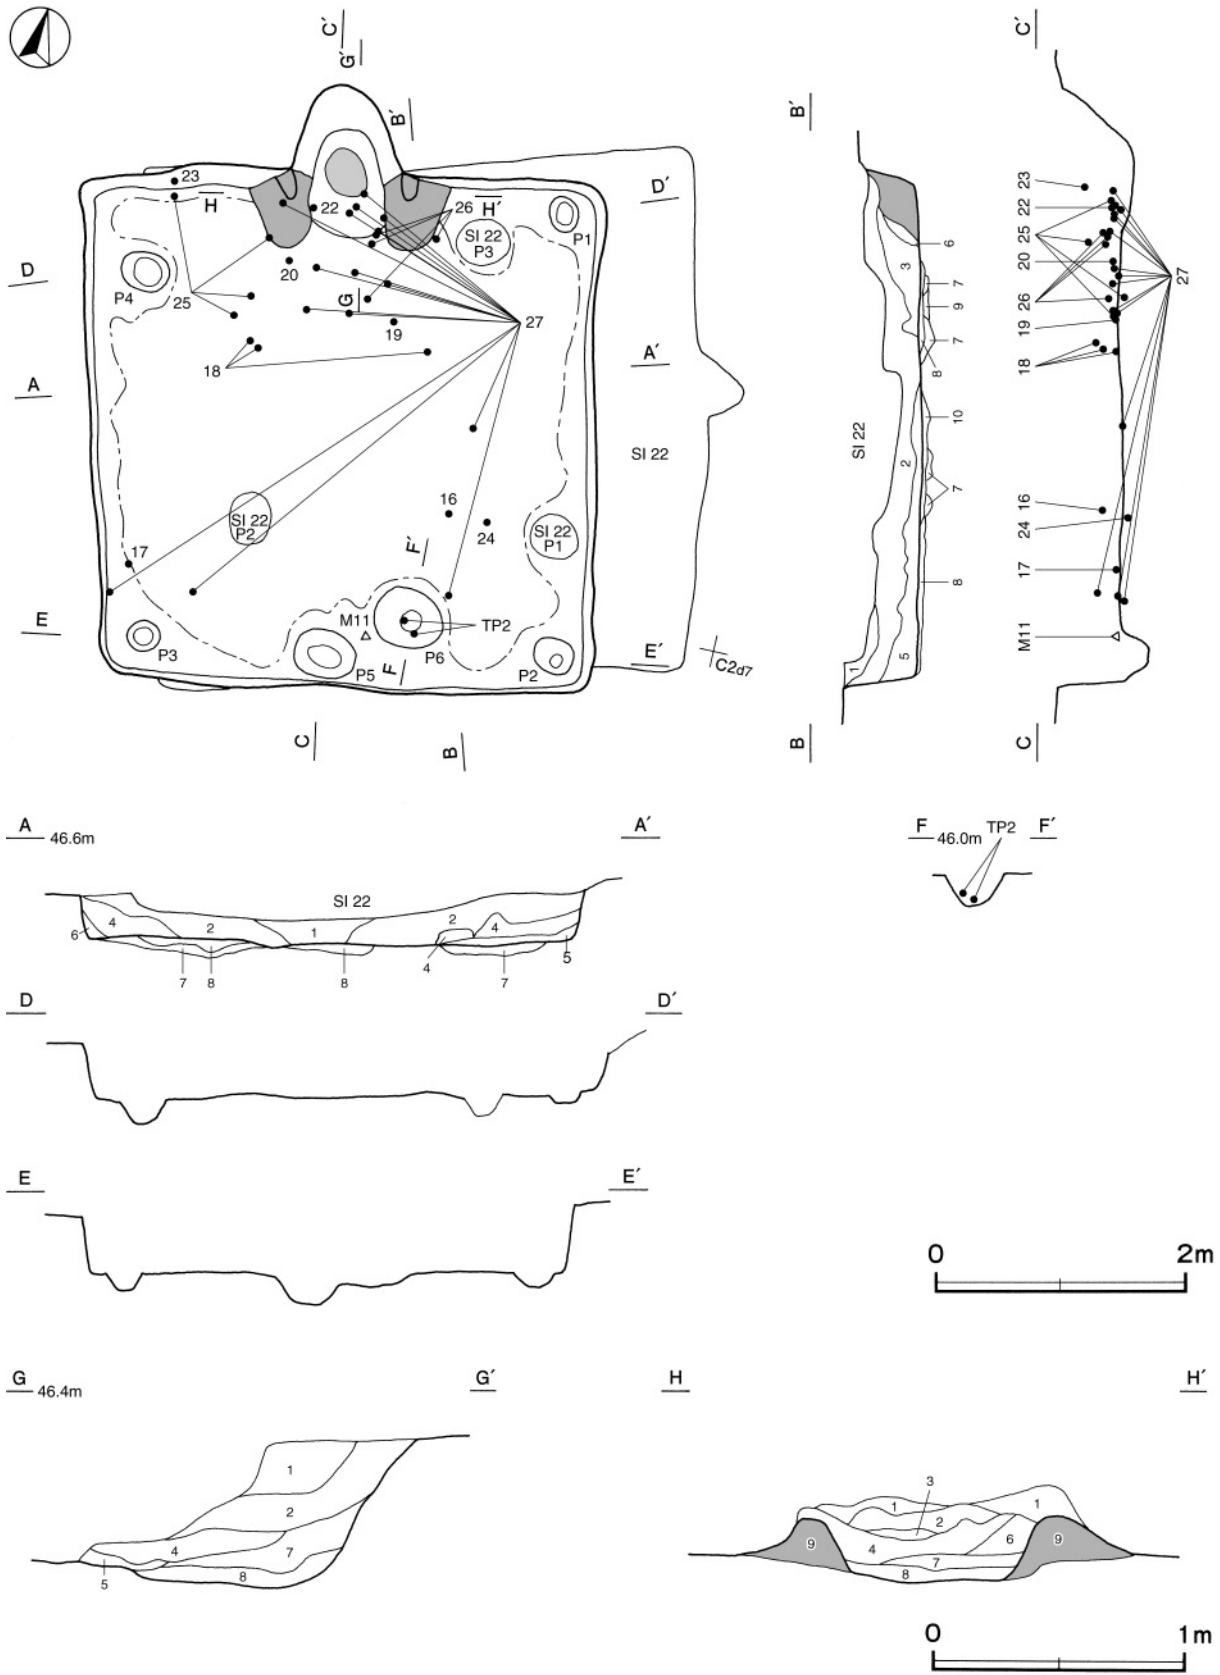 C′
G′
B′
D′
23
H
22
26
H′
SI 22
P3
P1
D
P4
20
25
G
27
19
A′
18
A
SI 22
SI 22
P2
16
SI 22
P1
24
17
F′
E
M11
TP2
P3
P5
F
P6
P2
E′
C2d7
C
B
B′
6
3
7
9
7
8
10
SI 22
2
7
8
1
5
B
C′
23
22
25
20
26
19
18
27
16
24
17
M11
C
A
46.6m
A′
SI 22
4
2
1
2
4
6
5
7
8
8
4
7
F
46.0m
TP2
F′
D
D′
E
E′
0
2m
G
46.4m
G′
1
2
4
7
5
8
H
H′
3
1
1
2
9
4
6
9
7
8
0
1m